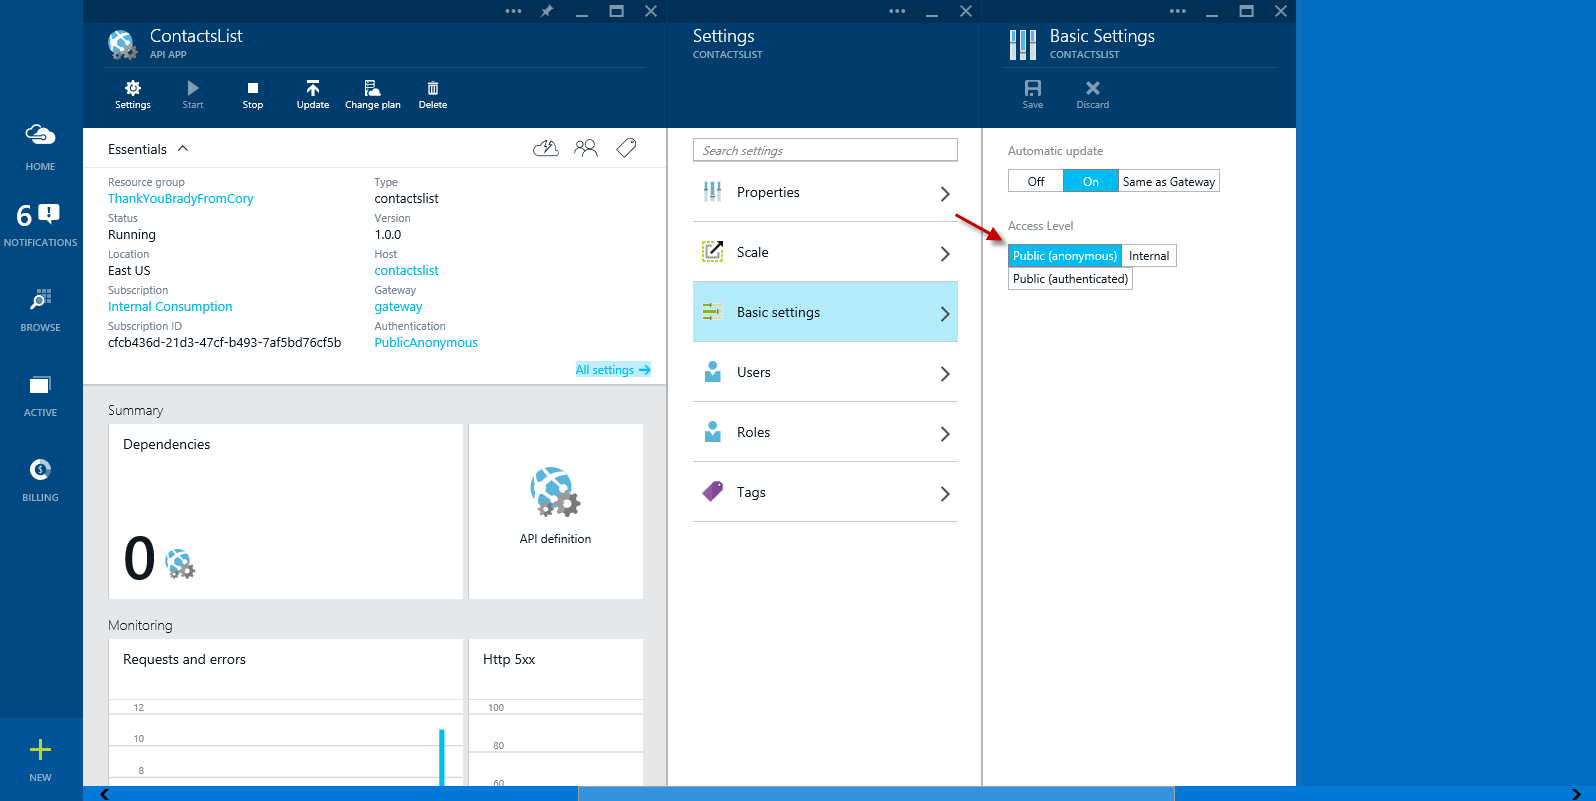 HOME
6
NOTIFICATIONS
BROWSE
ACTIVE
BILLING
NEW
ContactsList
API APP
Settings
Start
Stop
Update
Change plan
Delete
Essentials
Resource group
ThankYouBradyFromCory
Status
Running
Location
East US
Subscription
Internal Consumption
Subscription ID
cfcb436d-21d3-47cf-b493-7af5bd76cf5b
Type
contactslist
Version
1.0.0
Host
contactslist
Gateway
gateway
Authentication
PublicAnonymous
All settings
Summary
Dependencies
0
API definition
Monitoring
Requests and errors
12
10
8
Http 5xx
100
80
60
Settings
CONTACTSLIST
Search settings
Properties
Scale
Basic settings
Users
Roles
Tags
Basic Settings
CONTACTSLIST
Save
Discard
Automatic update
Off
On
Same as Gateway
Access Level
Public (anonymous)
Internal
Public (authenticated)